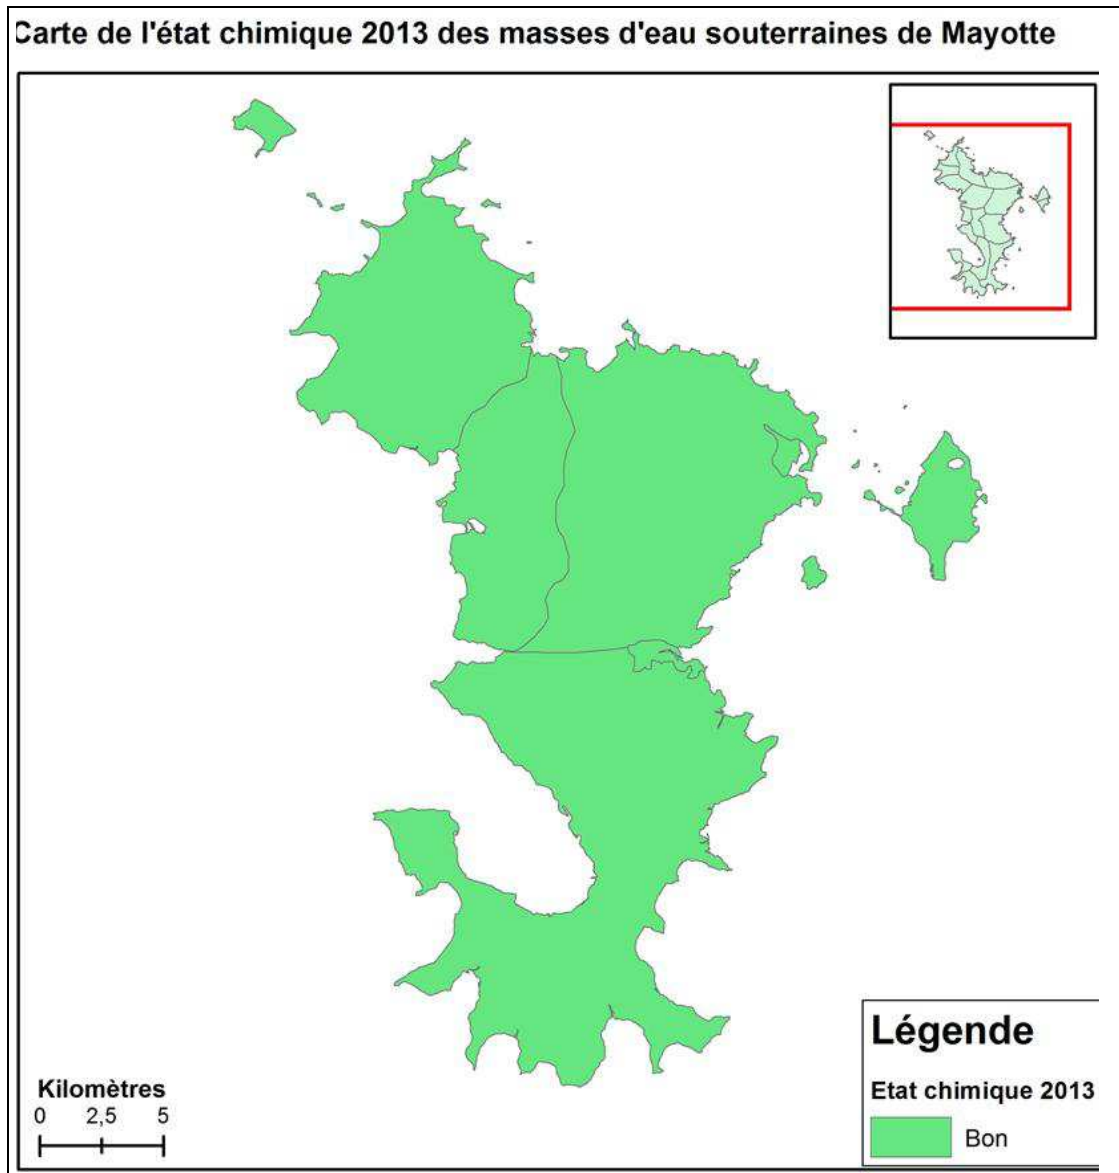 Carte de l'état chimique 2013 des masses d'eau souterraines de Mayotte
Légende
Etat chimique 2013
Bon
Kilomètres
0 2,5 5